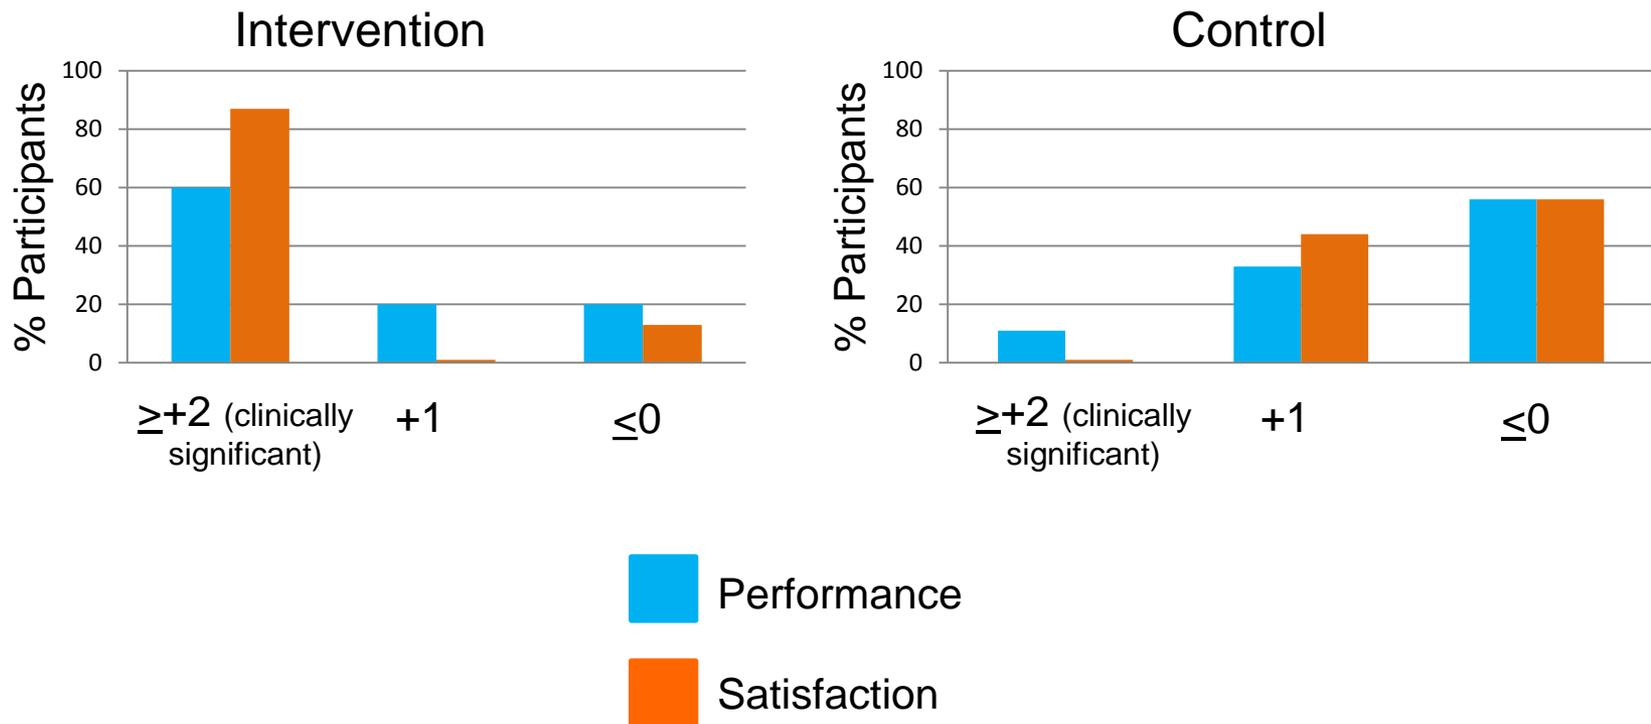 Intervention
% Participants
100
80
60
40
20
0
≥+2 (clinically
significant)
+1
≤0
Control
% Participants
100
80
60
40
20
0
≥+2 (clinically
significant)
+1
≤0
Performance
Satisfaction